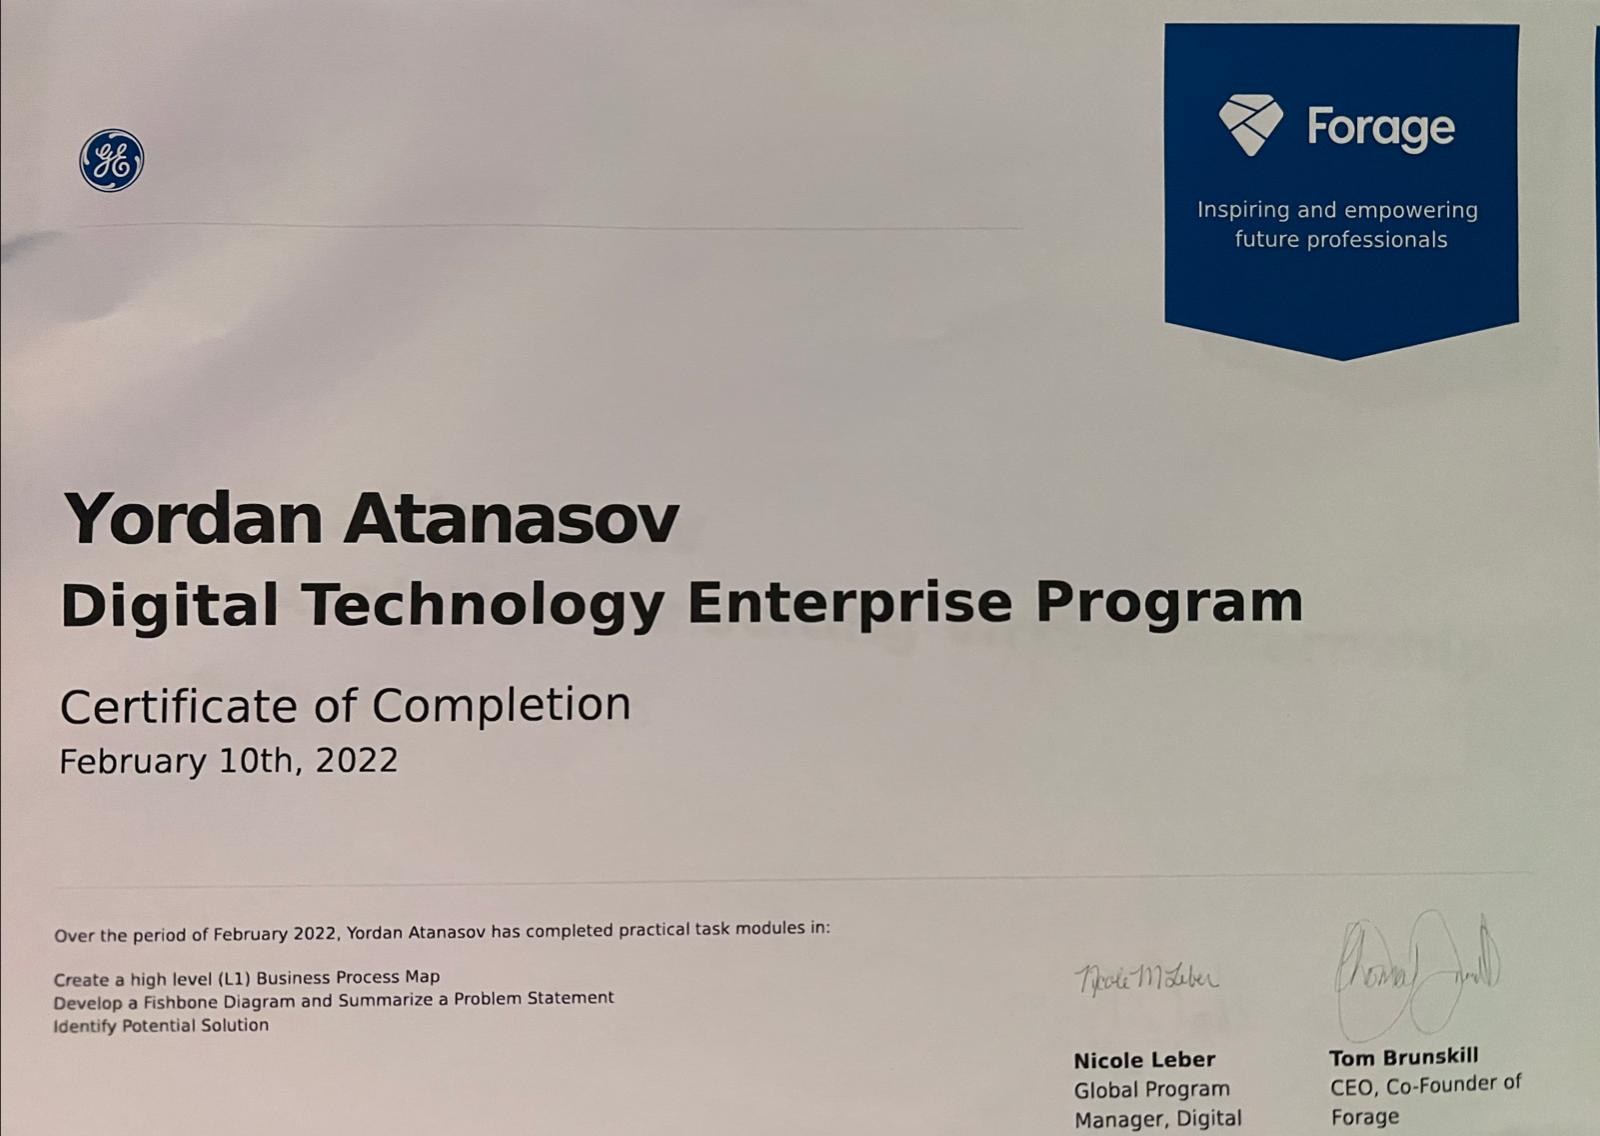 GE
Forage
Inspiring and empowering
future professionals
Yordan Atanasov
Digital Technology Enterprise Program
Certificate of Completion
February 10th, 2022
Over the period of February 2022, Yordan Atanasov has completed practical task modules in:
Create a high level (L1) Business Process Map
Develop a Fishbone Diagram and Summarize a Problem Statement
Identify Potential Solution
Nicole M Leber
Nicole Leber
Global Program
Manager, Digital
Tom Brunskill
CEO, Co-Founder of
Forage